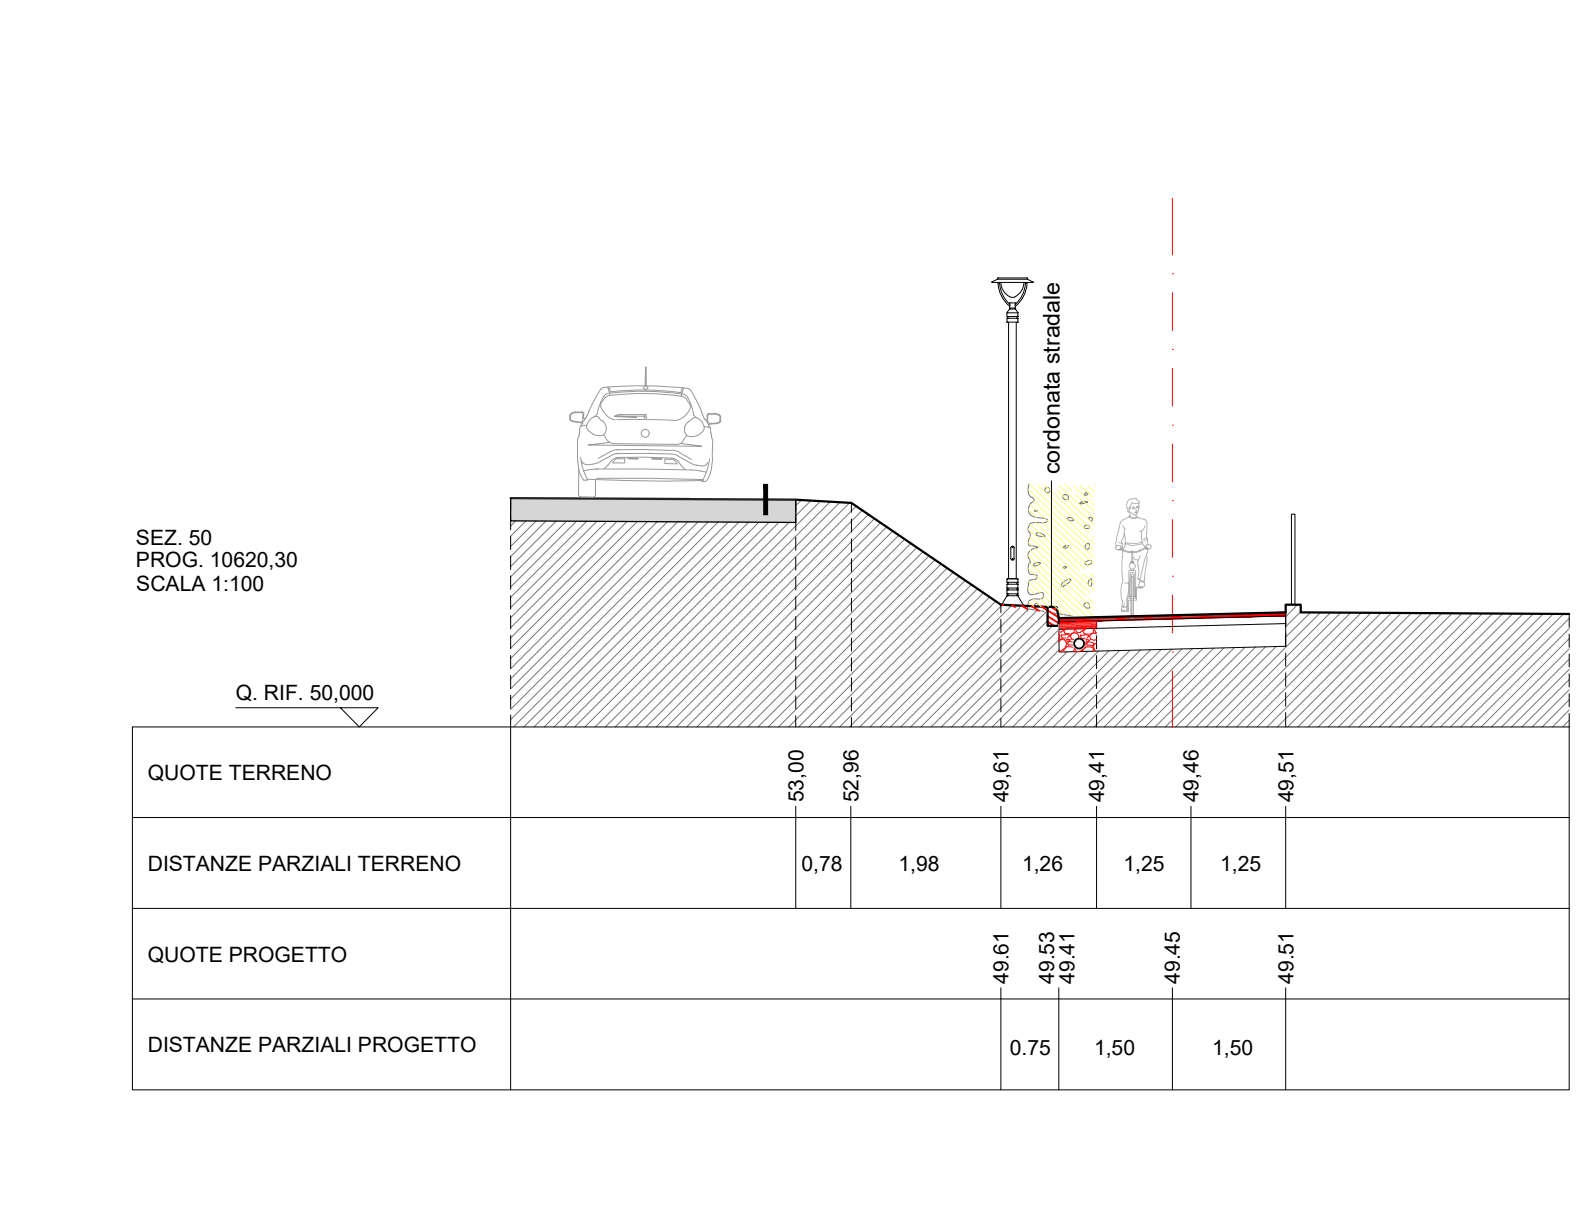 cordonata stradale
SEZ. 50
PROG. 10620,30
SCALA 1:100
Q. RIF. 50,000
QUOTE TERRENO 53,00 52,96 49,61 49,41 49,46 49,51
DISTANZE PARZIALI TERRENO 0,78 1,98 1,26 1,25 1,25
QUOTE PROGETTO 49.61 49.53 49.41 49.45 49.51
DISTANZE PARZIALI PROGETTO 0.75 1,50 1,50